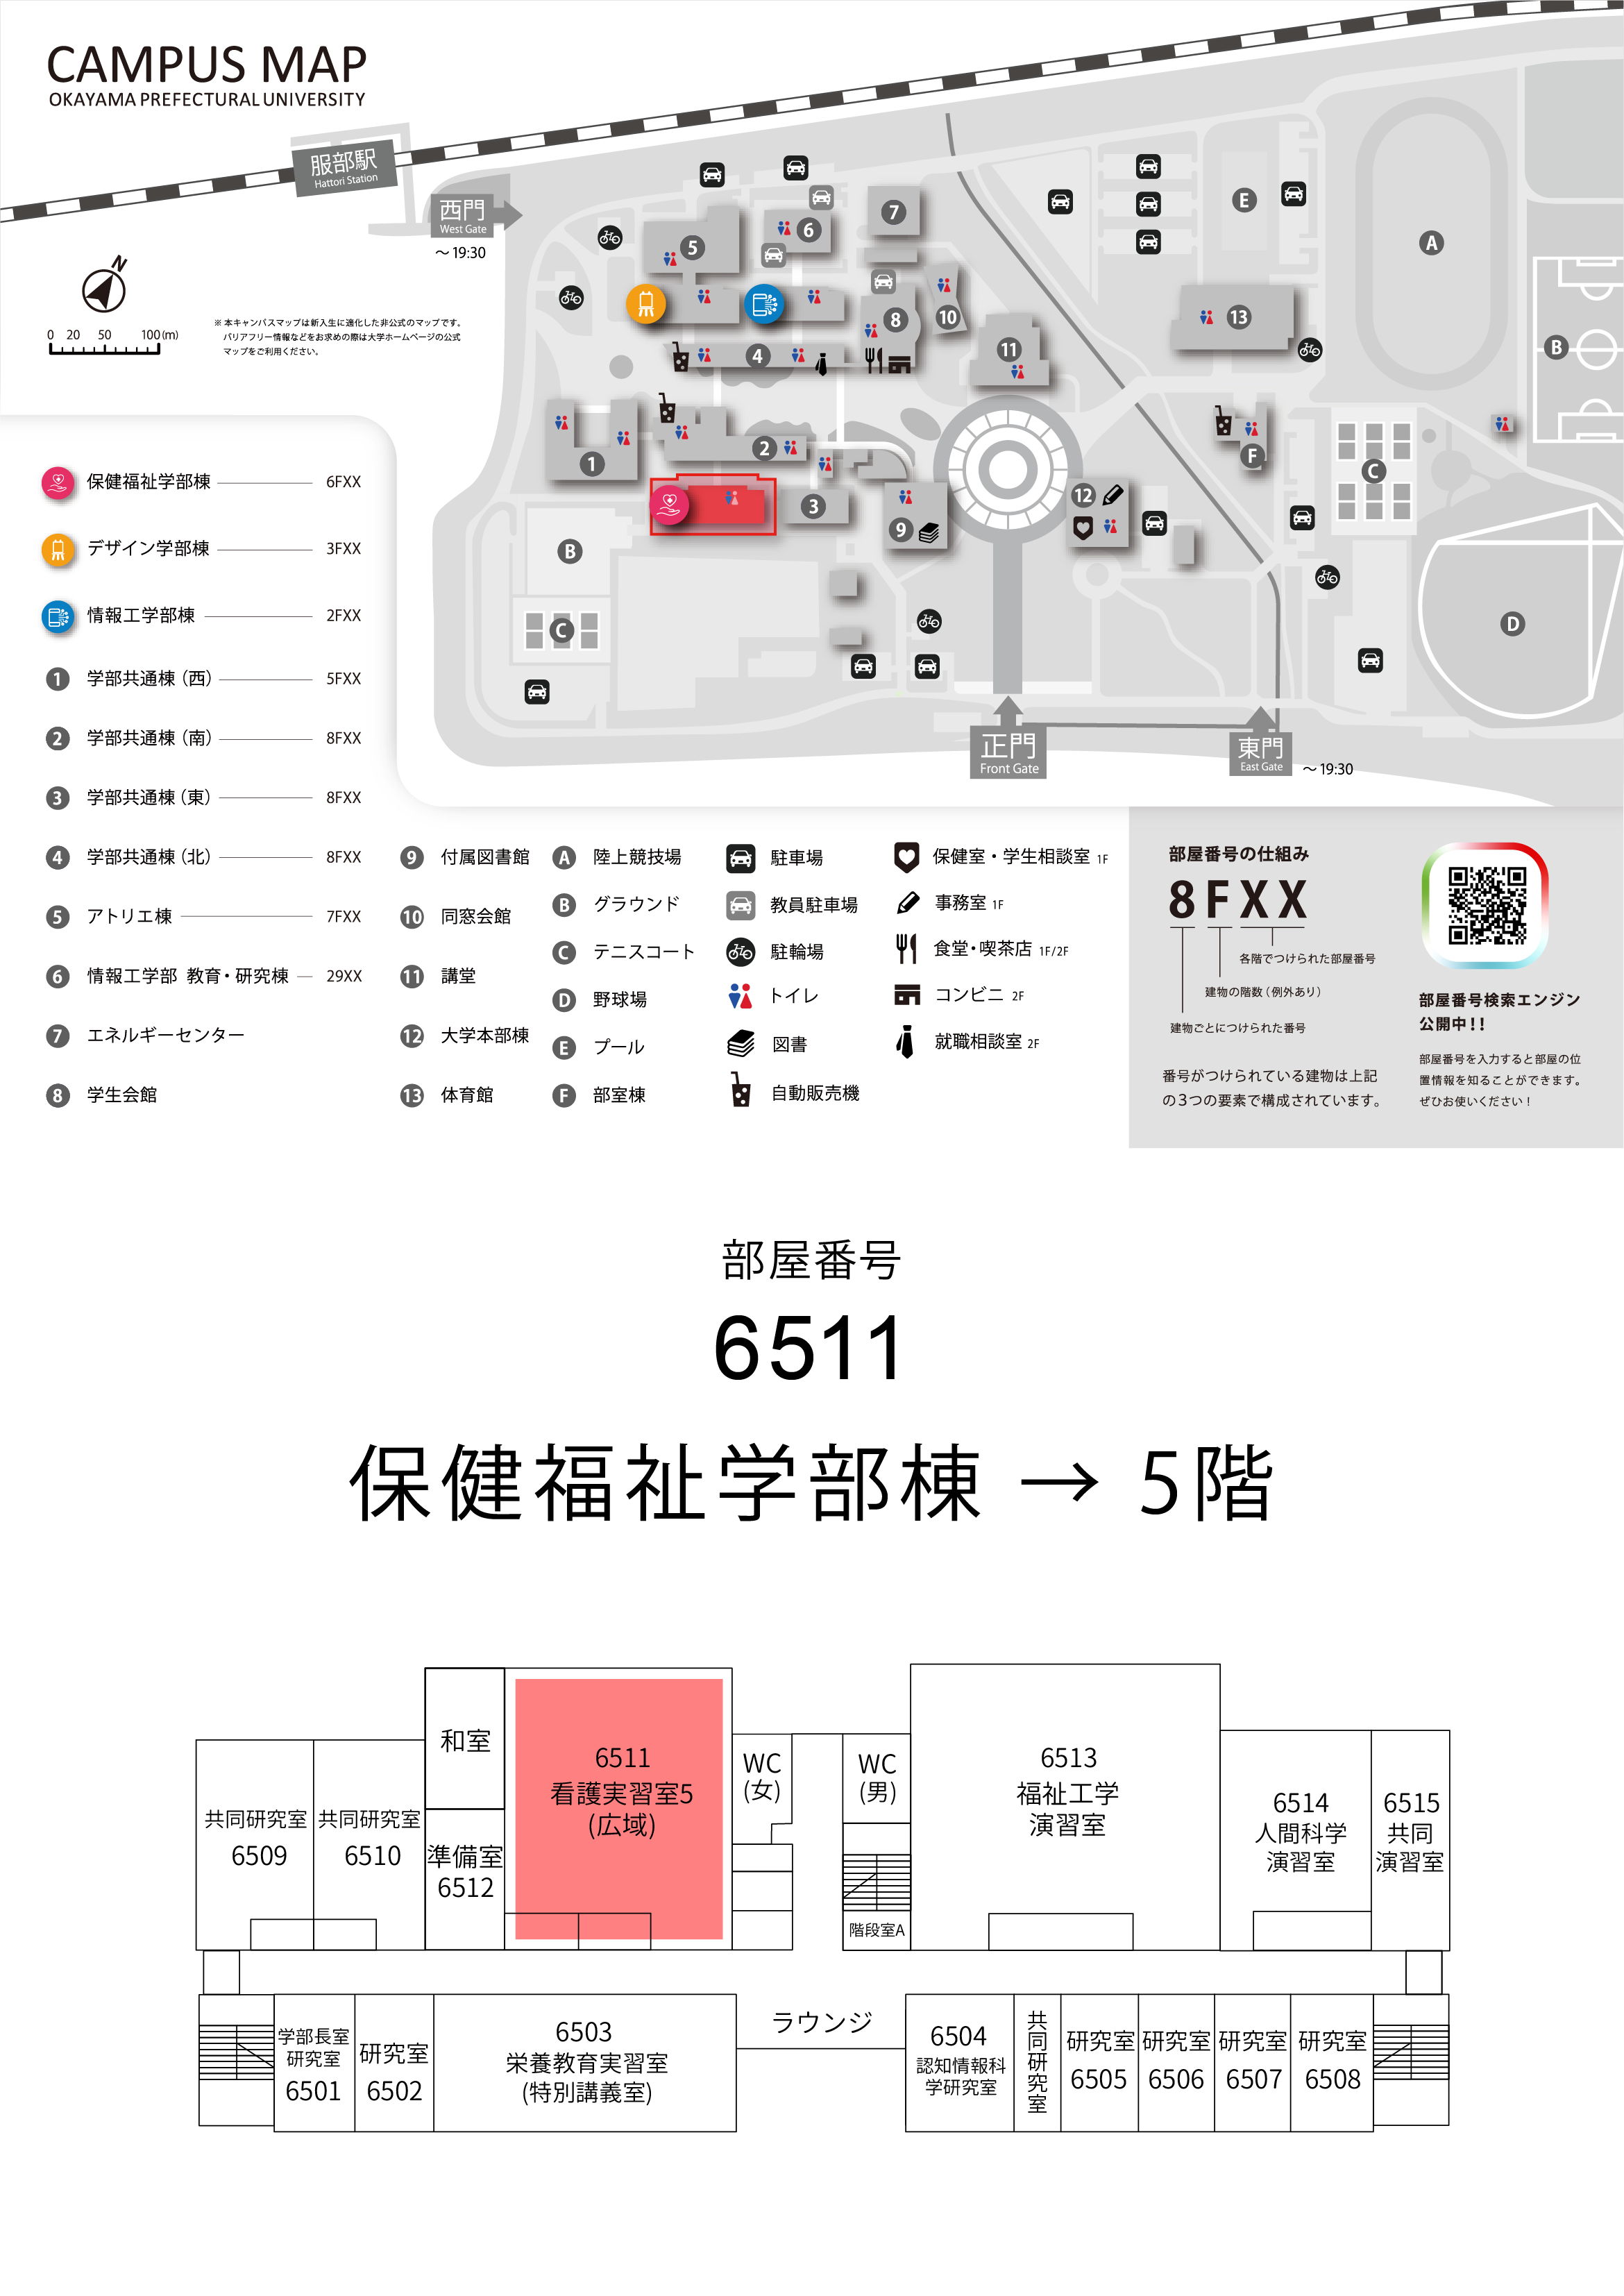 CAMPUS MAP
OKAYAMA PREFECTURAL UNIVERSITY
服部駅
Hattori Station
西門
West Gate
～19:30
N
0 20 50 100(m)
※ 本キャンパスマップは新入生に適化した非公式のマップです。
バリアフリー情報などをお求めの際は大学ホームページの公式
マップをご利用ください。
7
6
5
E
A
8
10
13
11
4
B
2
1
F
C
3
12
9
B
C
D
正門
Front Gate
東門
East Gate
～19:30
保健福祉学部棟 6FXX
デザイン学部棟 3FXX
情報工学部棟 2FXX
1 学部共通棟（西） 5FXX
2 学部共通棟（南） 8FXX
3 学部共通棟（東） 8FXX
4 学部共通棟（北） 8FXX
5 アトリエ棟 7FXX
6 情報工学部 教育・研究棟 29XX
7 エネルギーセンター
8 学生会館
9 付属図書館
10 同窓会館
11 講堂
12 大学本部棟
13 体育館
A 陸上競技場
B グラウンド
C テニスコート
D 野球場
E プール
F 部室棟
駐車場
教員駐車場
駐輪場
トイレ
図書
自動販売機
保健室・学生相談室 1F
事務室 1F
食堂・喫茶店 1F/2F
コンビニ 2F
就職相談室 2F
部屋番号の仕組み
8FXX
各階でつけられた部屋番号
建物の階数（例外あり）
建物ごとにつけられた番号
番号がつけられている建物は上記
の3つの要素で構成されています。
部屋番号検索エンジン
公開中！！
部屋番号を入力すると部屋の位
置情報を知ることができます。
ぜひお使いください！
部屋番号
6511
保健福祉学部棟 → 5階
和室
6511
看護実習室5
(広域)
WC
(女)
WC
(男)
6513
福祉工学
演習室
6514
人間科学
演習室
6515
共同
演習室
共同研究室
6509
共同研究室
6510
準備室
6512
階段室A
学部長室
研究室
6501
研究室
6502
6503
栄養教育実習室
(特別講義室)
ラウンジ
6504
認知情報科
学研究室
共同研究室
研究室
6505
研究室
6506
研究室
6507
研究室
6508